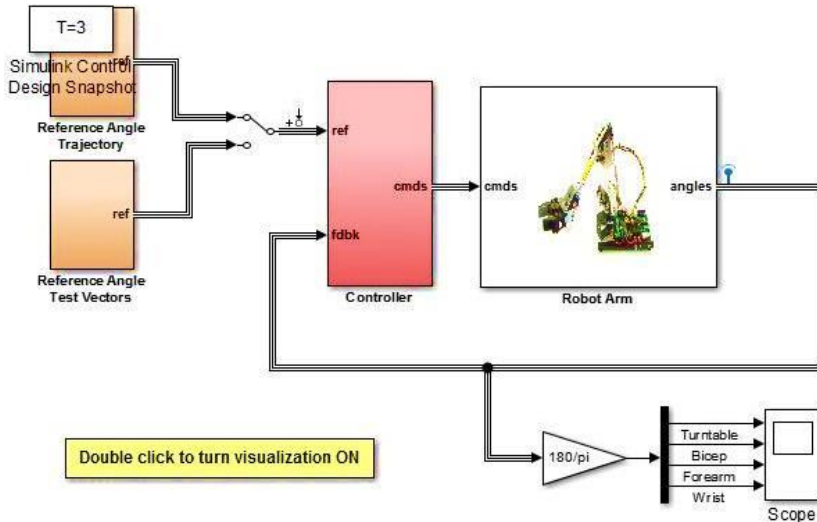 T=3
ref
Simulink Control
Design Snapshot
Reference Angle
Trajectory
ref
Reference Angle
Test Vectors
+
ref
cmds
fdbk
Controller
cmds
angles
Robot Arm
Double click to turn visualization ON
180/pi
Turntable
Bicep
Forearm
Wrist
Scope